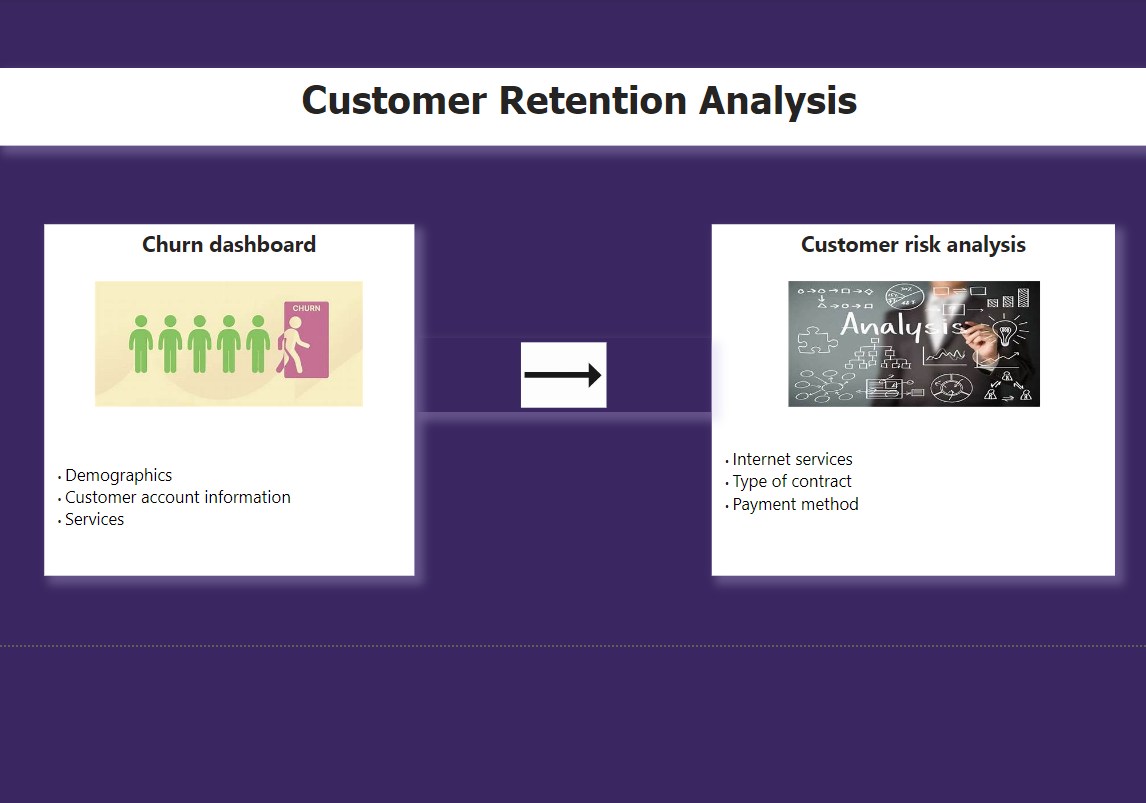 Customer Retention Analysis
Churn dashboard
CHURN
• Demographics
• Customer account information
• Services
Customer risk analysis
Analysis
• Internet services
• Type of contract
• Payment method